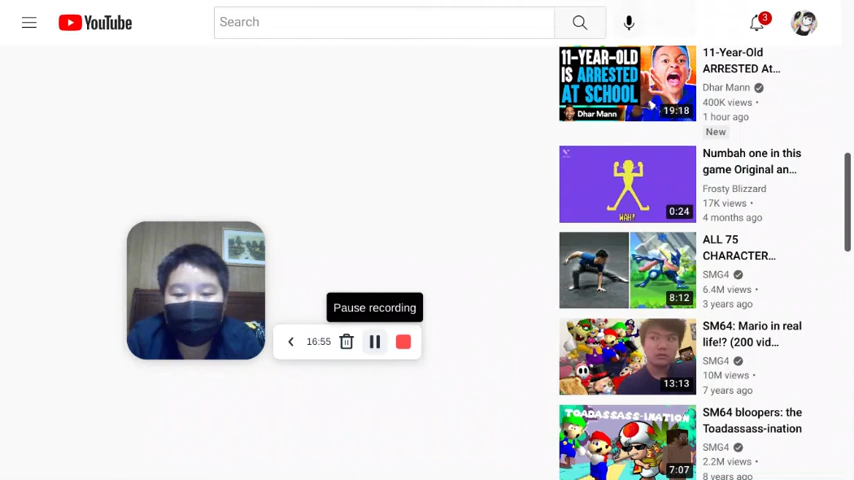 YouTube
Search
3
11-YEAR-OLD
IS ARRESTED
AT SCHOOL
Dhar Mann
19:18
11-Year-Old
ARRESTED At...
Dhar Mann
400K views •
1 hour ago
New
WAH!
0:24
Numbah one in this
game Original an...
Frosty Blizzard
17K views •
4 months ago
8:12
ALL 75
CHARACTER...
SMG4
6.4M views •
3 years ago
Pause recording
16:55
13:13
SM64: Mario in real
life!? (200 vid...
SMG4
10M views •
7 years ago
TOADASSASS-INATION
7:07
SM64 bloopers: the
Toadassass-ination
SMG4
2.2M views •
8 years ago